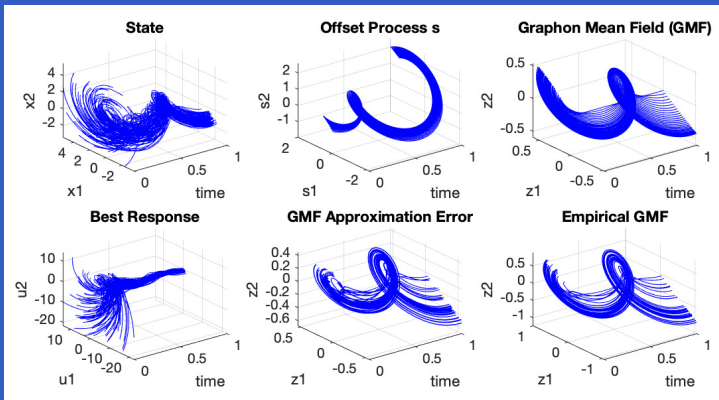 State
x2
4
2
0
-2
4
2
0
-2
x1
0
0.5
1
time
Offset Process s
s2
2
1
0
-1
2
0
-2
s1
0
0.5
1
time
Graphon Mean Field (GMF)
z2
0.5
0
-0.5
0.5
0
-0.5
z1
0
0.5
1
time
Best Response
u2
10
0
-10
-20
10
0
-10
-20
u1
0
0.5
1
time
GMF Approximation Error
z2
0.4
0.2
0
-0.2
-0.4
-0.6
0.5
0
-0.5
z1
0
0.5
1
time
Empirical GMF
z2
0.5
0
-0.5
-1
1
0
-1
z1
0
0.5
1
time